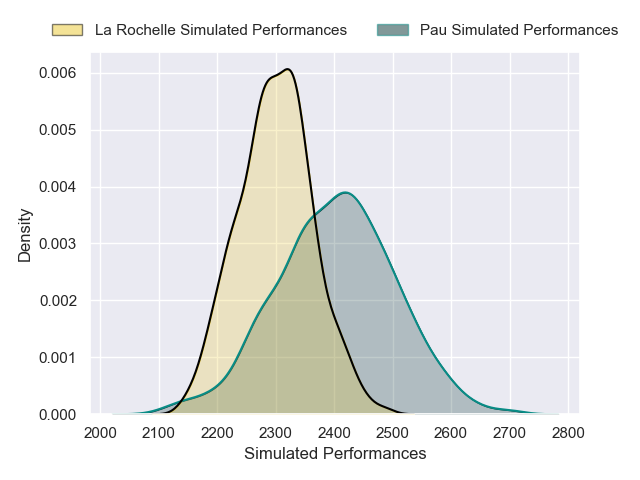 La Rochelle Simulated Performances Pau Simulated Performances
0.006
0.005
0.004
0.003
0.002
0.001
0.000
Density
2000 2100 2200 2300 2400 2500 2600 2700 2800
Simulated Performances